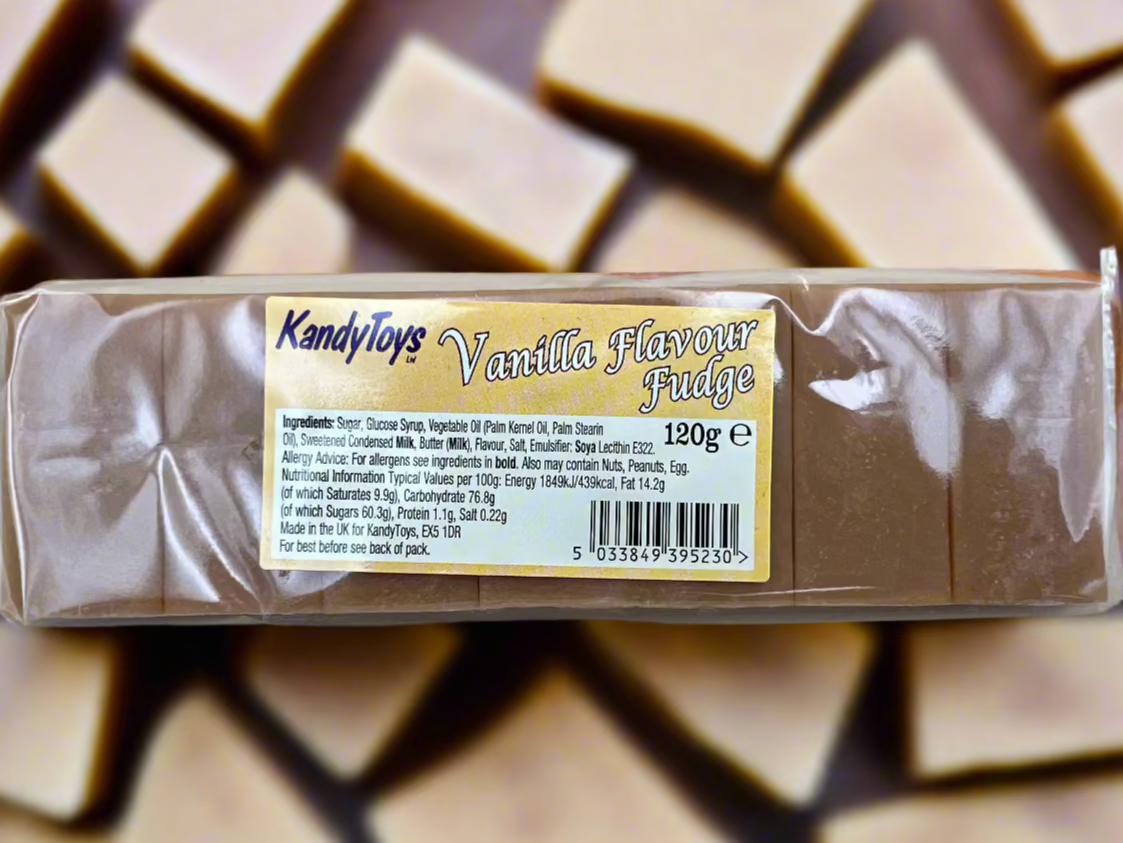 KandyToys
Ltd
Vanilla Flavour
Fudge
Ingredients: Sugar, Glucose Syrup, Vegetable Oil (Palm Kernel Oil, Palm Stearin
Oil), Sweetened Condensed Milk, Butter (Milk), Flavour, Salt, Emulsifier: Soya Lecithin E322.
120g ℮
Allergy Advice: For allergens see ingredients in bold. Also may contain Nuts, Peanuts, Egg.
Nutritional Information Typical Values per 100g: Energy 1849kJ/439kcal, Fat 14.2g
(of which Saturates 9.9g), Carbohydrate 76.8g
(of which Sugars 60.3g), Protein 1.1g, Salt 0.22g
Made in the UK for KandyToys, EX5 1DR
For best before see back of pack.
5 033849 395230 >